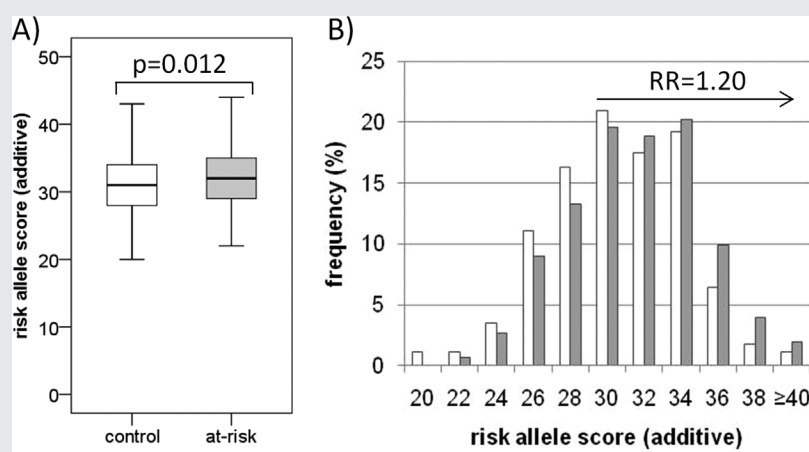 A)
p=0.012
risk allele score (additive)
50
40
30
20
10
0
control at-risk
B)
RR=1.20
frequency (%)
25
20
15
10
5
0
20 22 24 26 28 30 32 34 36 38 ≥40
risk allele score (additive)